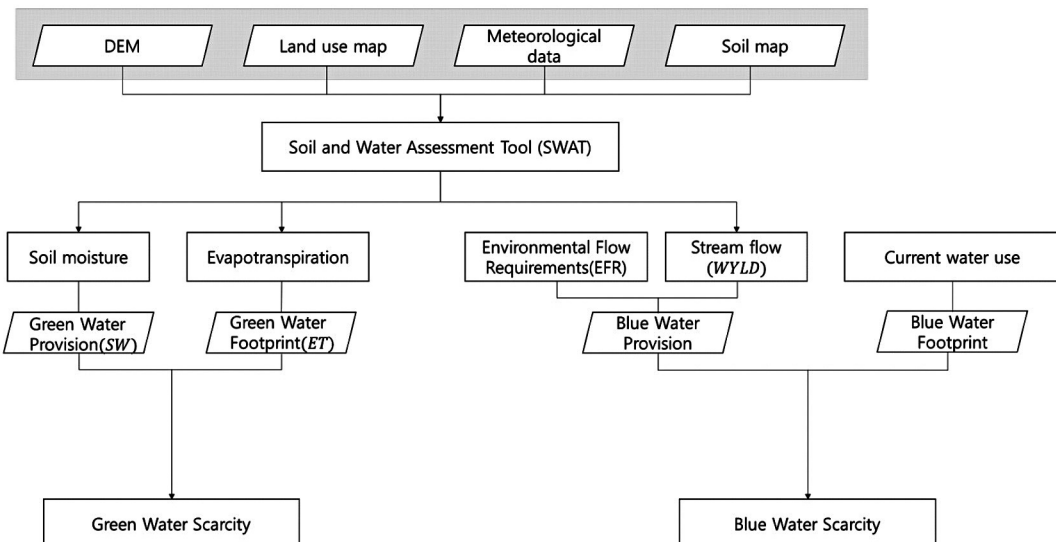 DEM
Land use map
Meteorological
data
Soil map
Soil and Water Assessment Tool (SWAT)
Soil moisture
Evapotranspiration
Environmental Flow
Requirements(EFR)
Stream flow
(WYLD)
Current water use
Green Water
Provision(SW)
Green Water
Footprint(ET)
Blue Water
Provision
Blue Water
Footprint
Green Water Scarcity
Blue Water Scarcity